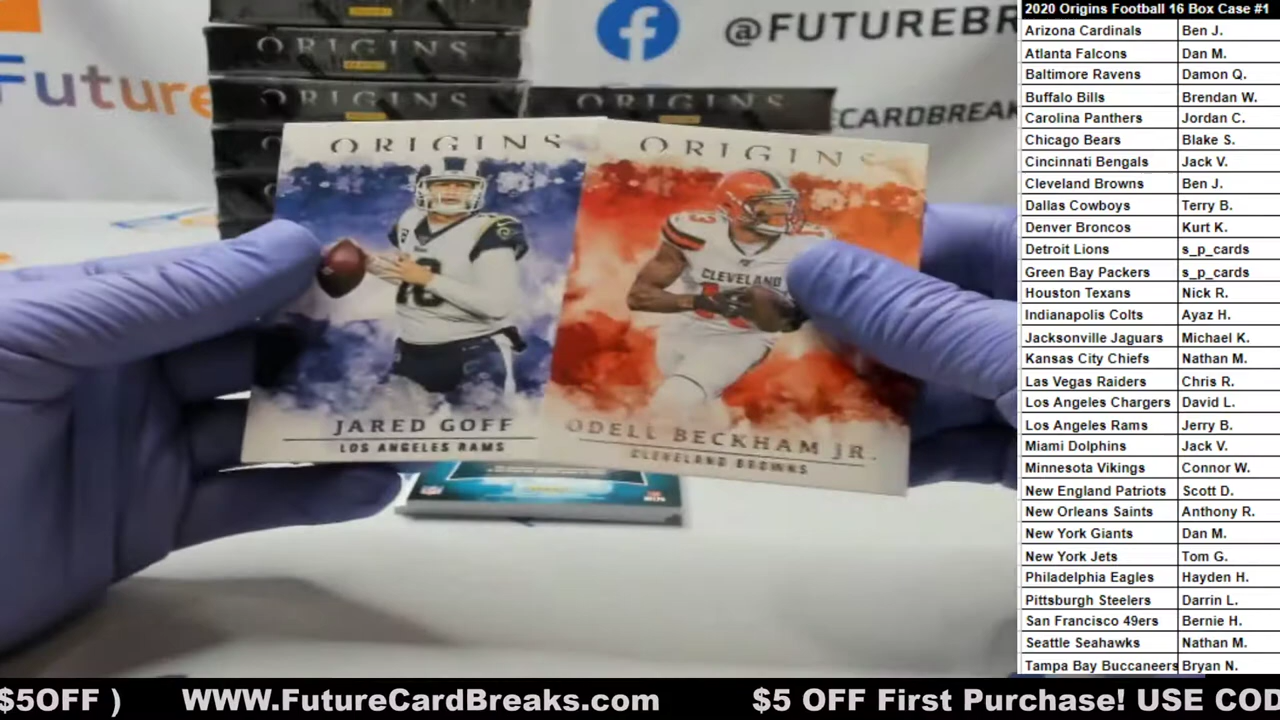 ORIGINS
ORIGINS
ORIGINS
@FUTUREBR
Future
ECARDBREAK
ORIGINS
JARED GOFF
LOS ANGELES RAMS
ORIGINS
CLEVELAND
ODELL BECKHAM JR.
CLEVELAND BROWNS
2020 Origins Football 16 Box Case #1
Arizona Cardinals Ben J.
Atlanta Falcons Dan M.
Baltimore Ravens Damon Q.
Buffalo Bills Brendan W.
Carolina Panthers Jordan C.
Chicago Bears Blake S.
Cincinnati Bengals Jack V.
Cleveland Browns Ben J.
Dallas Cowboys Terry B.
Denver Broncos Kurt K.
Detroit Lions s_p_cards
Green Bay Packers s_p_cards
Houston Texans Nick R.
Indianapolis Colts Ayaz H.
Jacksonville Jaguars Michael K.
Kansas City Chiefs Nathan M.
Las Vegas Raiders Chris R.
Los Angeles Chargers David L.
Los Angeles Rams Jerry B.
Miami Dolphins Jack V.
Minnesota Vikings Connor W.
New England Patriots Scott D.
New Orleans Saints Anthony R.
New York Giants Dan M.
New York Jets Tom G.
Philadelphia Eagles Hayden H.
Pittsburgh Steelers Darrin L.
San Francisco 49ers Bernie H.
Seattle Seahawks Nathan M.
Tampa Bay Buccaneers Bryan N.
$5OFF ) WWW.FutureCardBreaks.com $5 OFF First Purchase! USE COD